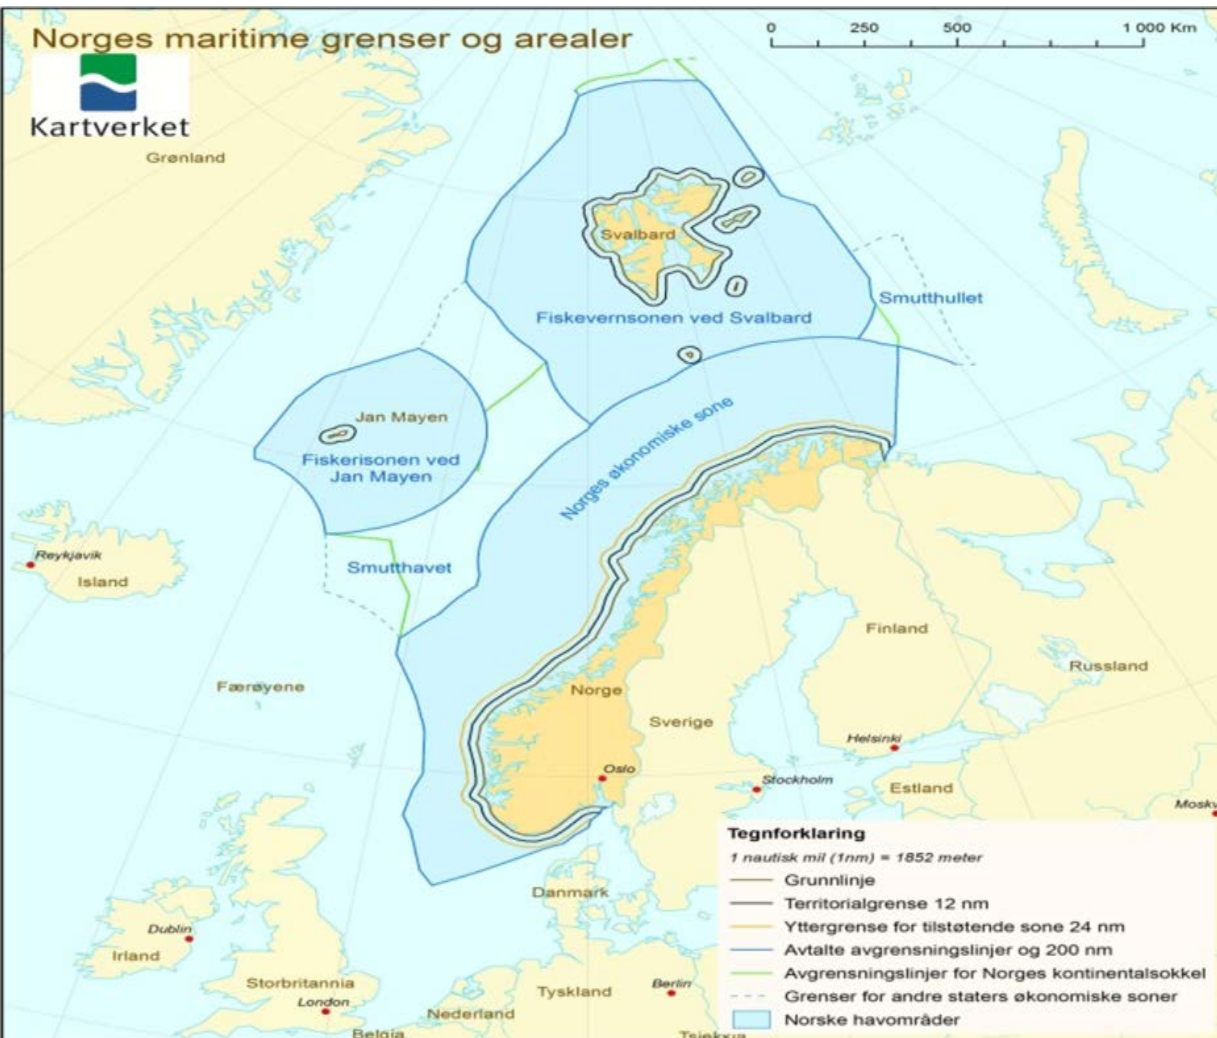 Norges maritime grenser og arealer
0 250 500 1 000 Km
Kartverket
Grønland
Svalbard
Smutthullet
Fiskevernsonen ved Svalbard
Jan Mayen
Fiskerisonen ved
Jan Mayen
Norges økonomiske sone
Reykjavik
Island
Smutthavet
Finland
Russland
Færøyene
Norge
Sverige
Helsinki
Oslo
Stockholm
Estland
Moskv
Danmark
Dublin
Irland
Storbritannia
London
Tyskland
Berlin
Nederland
Belgia
Tsjekkia
Tegnforklaring
1 nautisk mil (1nm) = 1852 meter
Grunnlinje
Territorialgrense 12 nm
Yttergrense for tilstøtende sone 24 nm
Avtalte avgrensningslinjer og 200 nm
Avgrensningslinjer for Norges kontinentalsokkel
Grenser for andre staters økonomiske soner
Norske havområder